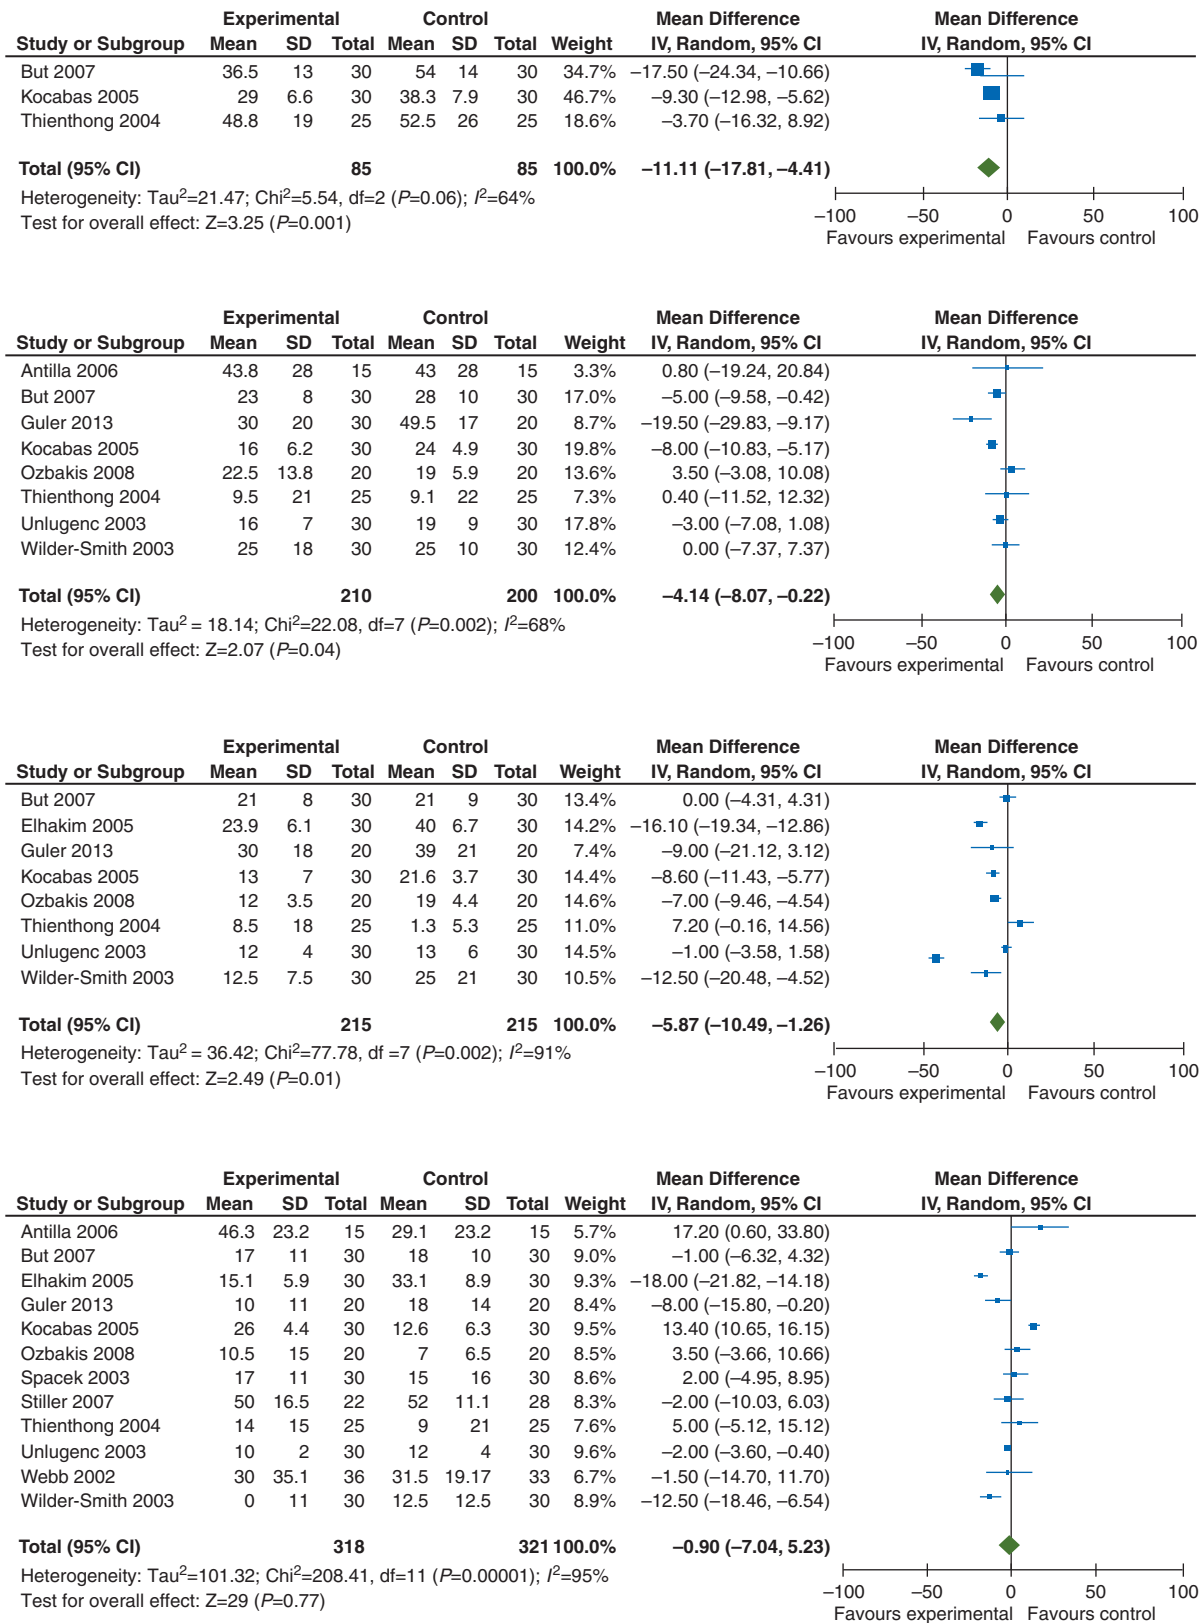 Experimental Control Mean Difference Mean Difference
Study or Subgroup Mean SD Total Mean SD Total Weight IV, Random, 95% CI IV, Random, 95% CI
But 2007 36.5 13 30 54 14 30 34.7% −17.50 (−24.34, −10.66)
Kocabas 2005 29 6.6 30 38.3 7.9 30 46.7% −9.30 (−12.98, −5.62)
Thienthong 2004 48.8 19 25 52.5 26 25 18.6% −3.70 (−16.32, 8.92)
Total (95% CI) 85 85 100.0% −11.11 (−17.81, −4.41)
Heterogeneity: Tau²=21.47; Chi²=5.54, df=2 (P=0.06); I²=64%
Test for overall effect: Z=3.25 (P=0.001)
−100 −50 0 50 100
Favours experimental Favours control
Experimental Control Mean Difference Mean Difference
Study or Subgroup Mean SD Total Mean SD Total Weight IV, Random, 95% CI IV, Random, 95% CI
Antilla 2006 43.8 28 15 43 28 15 3.3% 0.80 (−19.24, 20.84)
But 2007 23 8 30 28 10 30 17.0% −5.00 (−9.58, −0.42)
Guler 2013 30 20 30 49.5 17 20 8.7% −19.50 (−29.83, −9.17)
Kocabas 2005 16 6.2 30 24 4.9 30 19.8% −8.00 (−10.83, −5.17)
Ozbakis 2008 22.5 13.8 20 19 5.9 20 13.6% 3.50 (−3.08, 10.08)
Thienthong 2004 9.5 21 25 9.1 22 25 7.3% 0.40 (−11.52, 12.32)
Unlugenc 2003 16 7 30 19 9 30 17.8% −3.00 (−7.08, 1.08)
Wilder-Smith 2003 25 18 30 25 10 30 12.4% 0.00 (−7.37, 7.37)
Total (95% CI) 210 200 100.0% −4.14 (−8.07, −0.22)
Heterogeneity: Tau² = 18.14; Chi²=22.08, df=7 (P=0.002); I²=68%
Test for overall effect: Z=2.07 (P=0.04)
−100 −50 0 50 100
Favours experimental Favours control
Experimental Control Mean Difference Mean Difference
Study or Subgroup Mean SD Total Mean SD Total Weight IV, Random, 95% CI IV, Random, 95% CI
But 2007 21 8 30 21 9 30 13.4% 0.00 (−4.31, 4.31)
Elhakim 2005 23.9 6.1 30 40 6.7 30 14.2% −16.10 (−19.34, −12.86)
Guler 2013 30 18 20 39 21 20 7.4% −9.00 (−21.12, 3.12)
Kocabas 2005 13 7 30 21.6 3.7 30 14.4% −8.60 (−11.43, −5.77)
Ozbakis 2008 12 3.5 20 19 4.4 20 14.6% −7.00 (−9.46, −4.54)
Thienthong 2004 8.5 18 25 1.3 5.3 25 11.0% 7.20 (−0.16, 14.56)
Unlugenc 2003 12 4 30 13 6 30 14.5% −1.00 (−3.58, 1.58)
Wilder-Smith 2003 12.5 7.5 30 25 21 30 10.5% −12.50 (−20.48, −4.52)
Total (95% CI) 215 215 100.0% −5.87 (−10.49, −1.26)
Heterogeneity: Tau² = 36.42; Chi²=77.78, df =7 (P=0.002); I²=91%
Test for overall effect: Z=2.49 (P=0.01)
−100 −50 0 50 100
Favours experimental Favours control
Experimental Control Mean Difference Mean Difference
Study or Subgroup Mean SD Total Mean SD Total Weight IV, Random, 95% CI IV, Random, 95% CI
Antilla 2006 46.3 23.2 15 29.1 23.2 15 5.7% 17.20 (0.60, 33.80)
But 2007 17 11 30 18 10 30 9.0% −1.00 (−6.32, 4.32)
Elhakim 2005 15.1 5.9 30 33.1 8.9 30 9.3% −18.00 (−21.82, −14.18)
Guler 2013 10 11 20 18 14 20 8.4% −8.00 (−15.80, −0.20)
Kocabas 2005 26 4.4 30 12.6 6.3 30 9.5% 13.40 (10.65, 16.15)
Ozbakis 2008 10.5 15 20 7 6.5 20 8.5% 3.50 (−3.66, 10.66)
Spacek 2003 17 11 30 15 16 30 8.6% 2.00 (−4.95, 8.95)
Stiller 2007 50 16.5 22 52 11.1 28 8.3% −2.00 (−10.03, 6.03)
Thienthong 2004 14 15 25 9 21 25 7.6% 5.00 (−5.12, 15.12)
Unlugenc 2003 10 2 30 12 4 30 9.6% −2.00 (−3.60, −0.40)
Webb 2002 30 35.1 36 31.5 19.17 33 6.7% −1.50 (−14.70, 11.70)
Wilder-Smith 2003 0 11 30 12.5 12.5 30 8.9% −12.50 (−18.46, −6.54)
Total (95% CI) 318 321 100.0% −0.90 (−7.04, 5.23)
Heterogeneity: Tau²=101.32; Chi²=208.41, df=11 (P=0.00001); I²=95%
Test for overall effect: Z=29 (P=0.77)
−100 −50 0 50 100
Favours experimental Favours control